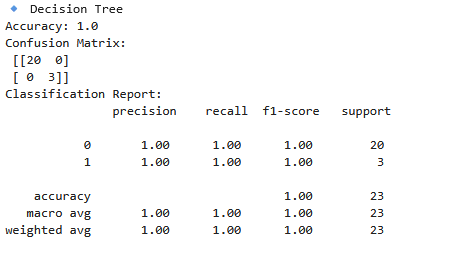 🔹 Decision Tree
Accuracy: 1.0
Confusion Matrix:
[[20  0]
[ 0  3]]
Classification Report:
precision    recall  f1-score   support
0       1.00      1.00      1.00        20
1       1.00      1.00      1.00         3
accuracy                           1.00        23
macro avg       1.00      1.00      1.00        23
weighted avg       1.00      1.00      1.00        23